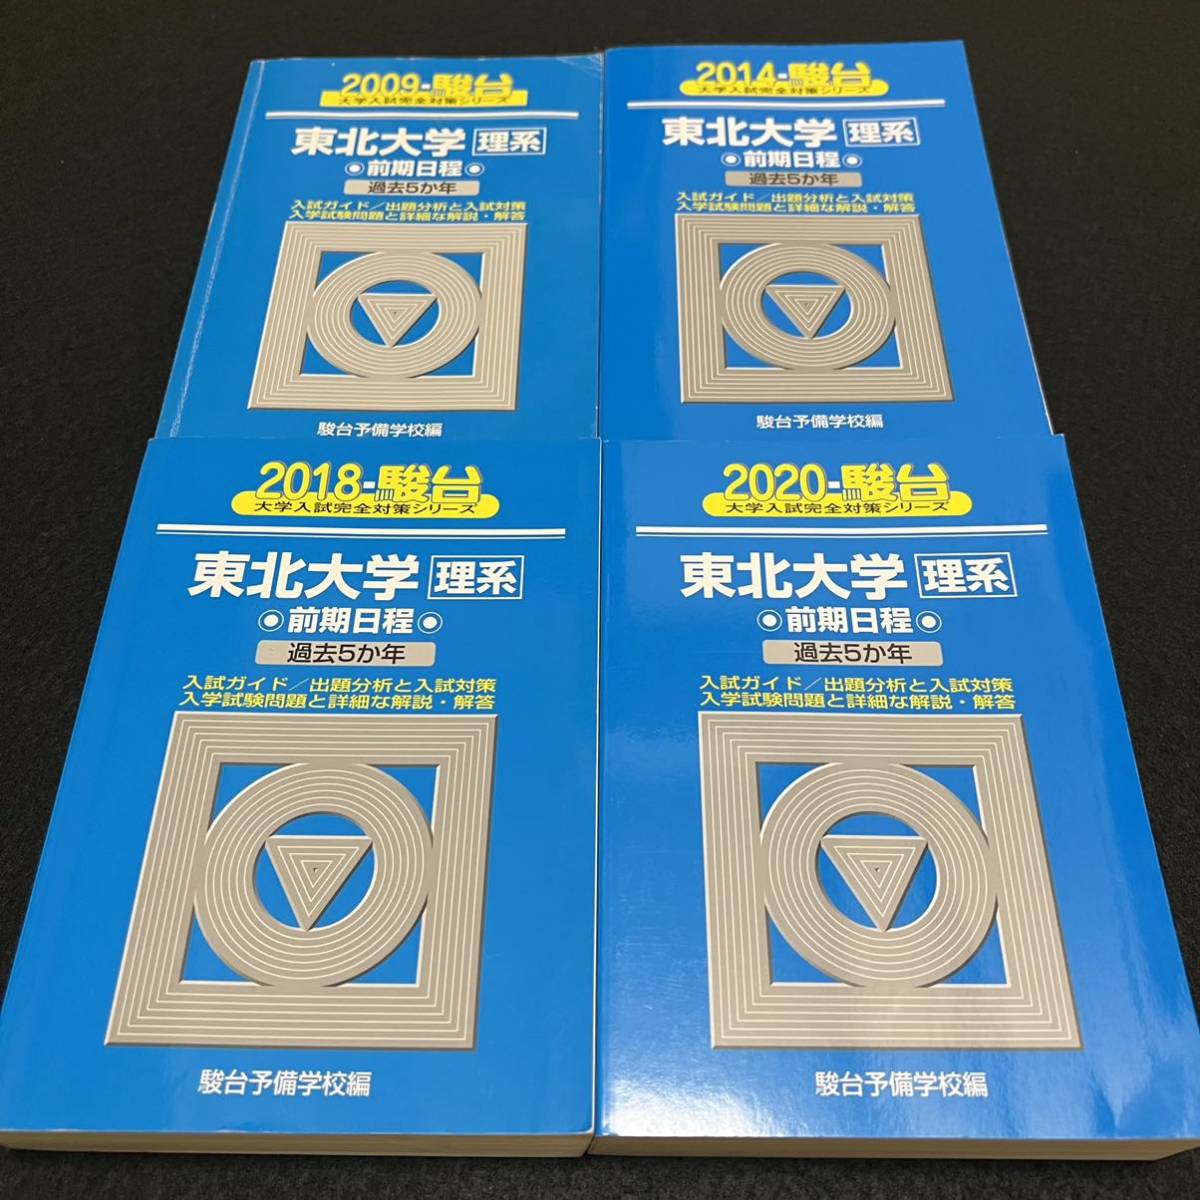 2009-駿台
大学入試完全対策シリーズ
東北大学 理系
前期日程
過去5か年
入試ガイド／出題分析と入試対策
入学試験問題と詳細な解説・解答
駿台予備学校編
2014-駿台
大学入試完全対策シリーズ
東北大学 理系
前期日程
過去5か年
入試ガイド／出題分析と入試対策
入学試験問題と詳細な解説・解答
駿台予備学校編
2018-駿台
大学入試完全対策シリーズ
東北大学 理系
前期日程
過去5か年
入試ガイド／出題分析と入試対策
入学試験問題と詳細な解説・解答
駿台予備学校編
2020-駿台
大学入試完全対策シリーズ
東北大学 理系
前期日程
過去5か年
入試ガイド／出題分析と入試対策
入学試験問題と詳細な解説・解答
駿台予備学校編